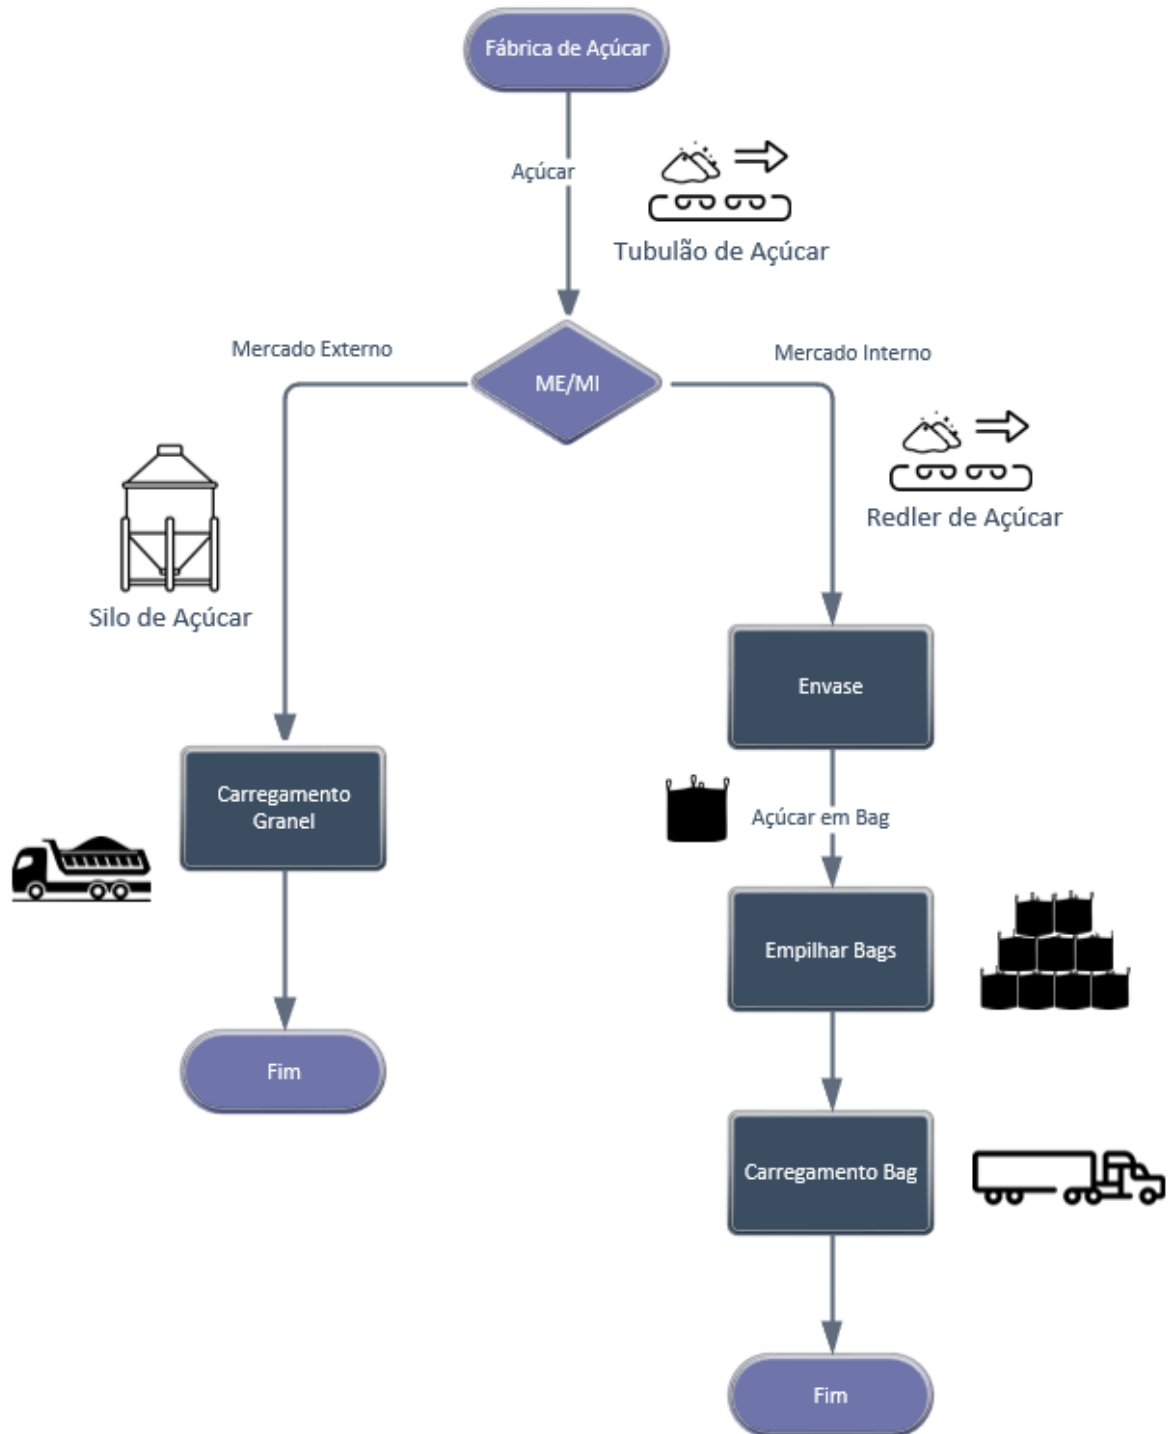 Fábrica de Açúcar
Açúcar
Tubulão de Açúcar
Mercado Externo
Mercado Interno
ME/MI
Redler de Açúcar
Silo de Açúcar
Envase
Carregamento
Granel
Açúcar em Bag
Empilhar Bags
Fim
Carregamento Bag
Fim